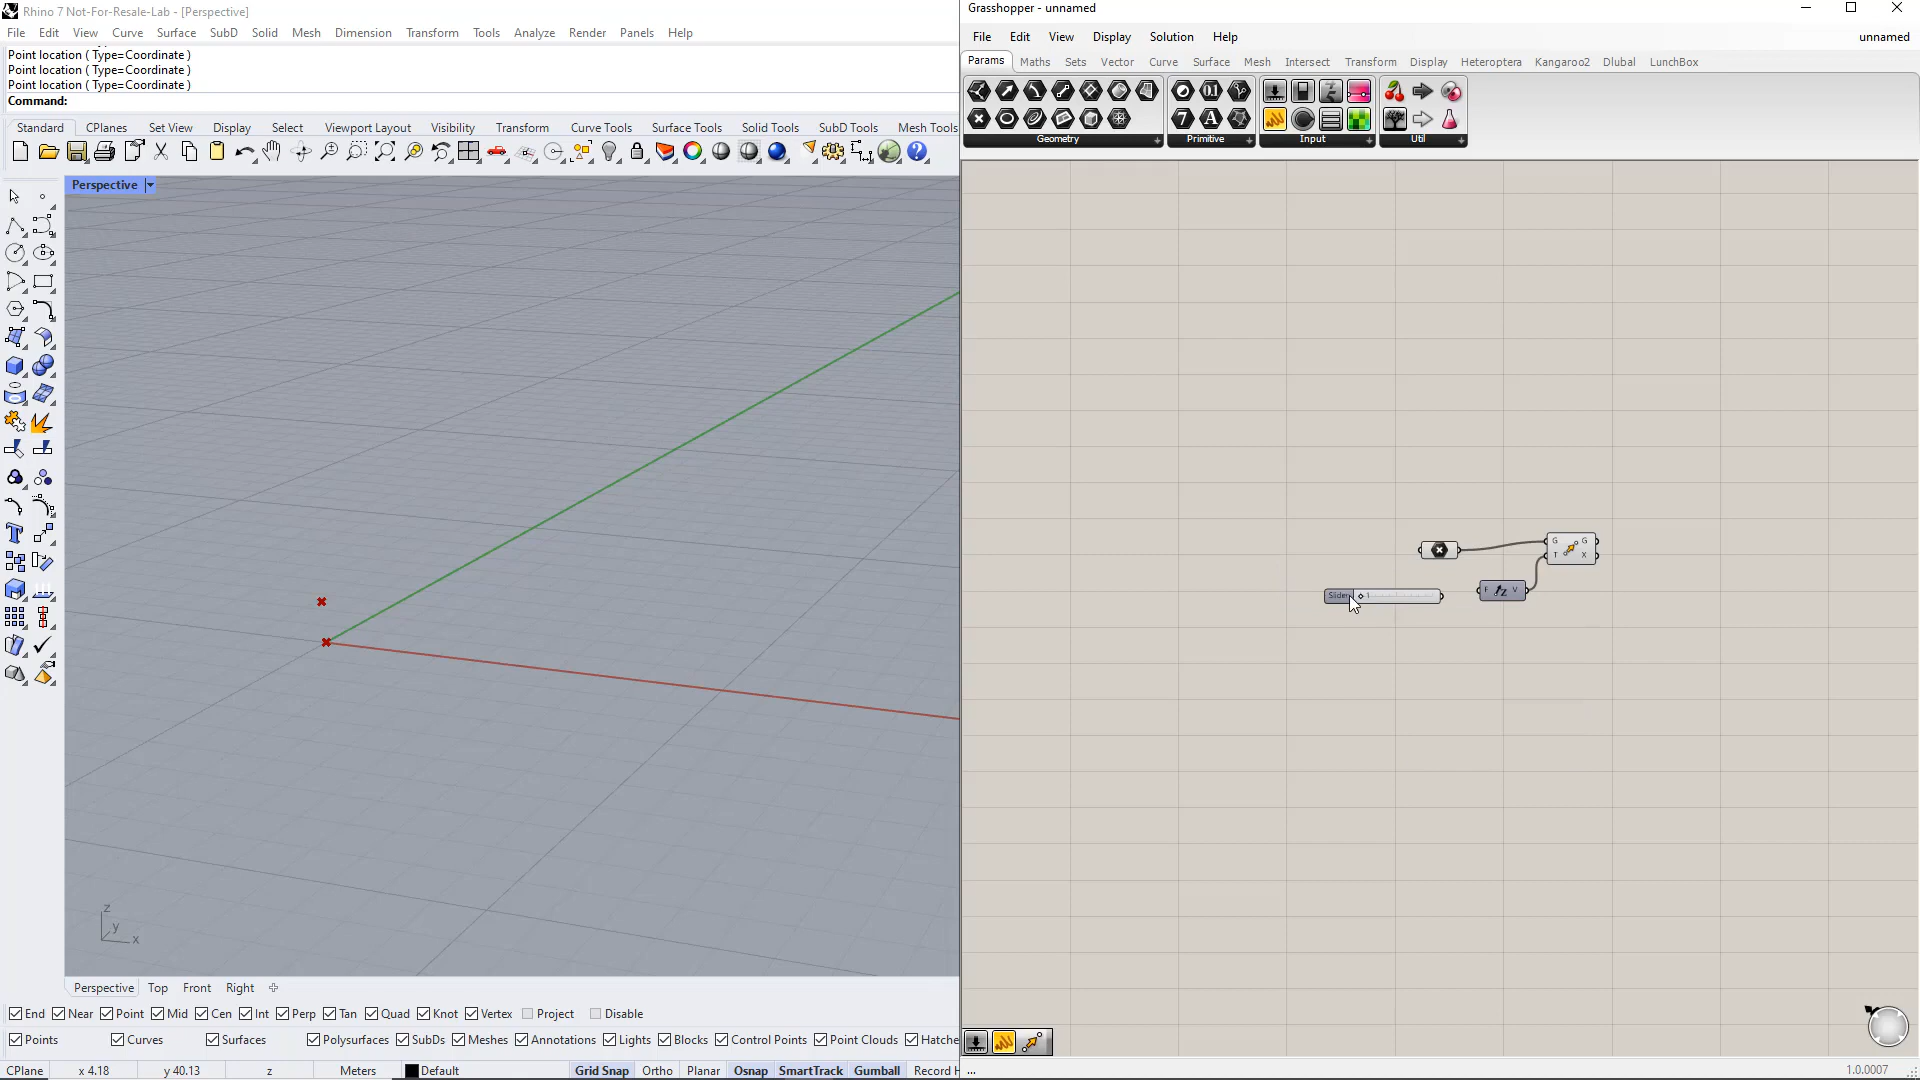 Rhino 7 Not-For-Resale-Lab - [Perspective]
File Edit View Curve Surface SubD Solid Mesh Dimension Transform Tools Analyze Render Panels Help
Point location ( Type=Coordinate )
Point location ( Type=Coordinate )
Point location ( Type=Coordinate )
Command:
Standard CPlanes Set View Display Select Viewport Layout Visibility Transform Curve Tools Surface Tools Solid Tools SubD Tools Mesh Tools
Perspective
z
y
x
Perspective Top Front Right
End Near Point Mid Cen Int Perp Tan Quad Knot Vertex Project Disable
Points Curves Surfaces Polysurfaces SubDs Meshes Annotations Lights Blocks Control Points Point Clouds Hatche
CPlane x 4.18 y 40.13 z Meters Default Grid Snap Ortho Planar Osnap SmartTrack Gumball Record H
Grasshopper - unnamed
File Edit View Display Solution Help unnamed
Params Maths Sets Vector Curve Surface Mesh Intersect Transform Display Heteroptera Kangaroo2 Dlubal LunchBox
Geometry Primitive Input Util
G G
T X
F Z V
Slider 1
... 1.0.0007